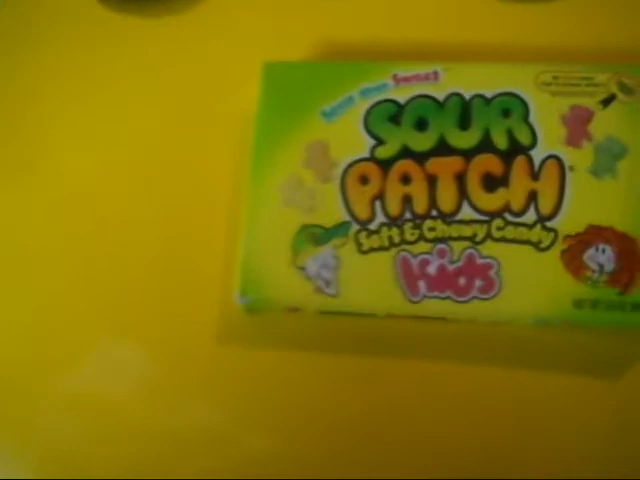 Sour then Sweet
SOUR
PATCH
Soft & Chewy Candy
Kids